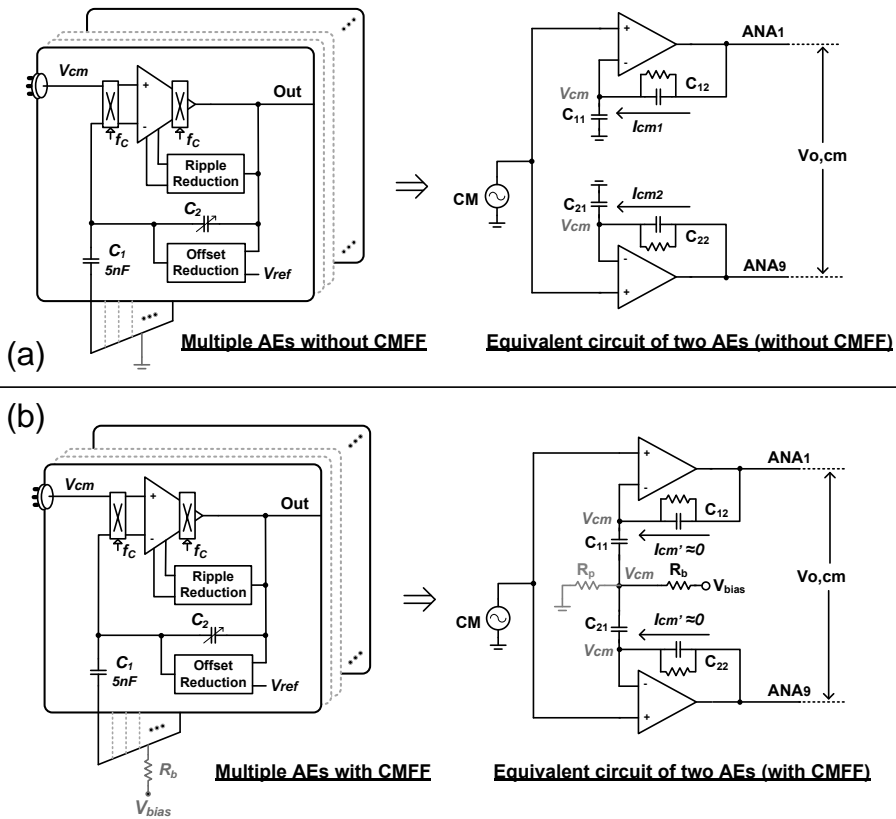 (a)
Vcm
fC
fC
Out
Ripple
Reduction
C2
Offset
Reduction
Vref
C1
5nF
Multiple AEs without CMFF
CM
+
-
Vcm
C11
C12
Icm1
ANA1
Vo,cm
C21
Vcm
Icm2
C22
-
+
ANA9
Equivalent circuit of two AEs (without CMFF)
(b)
Vcm
+
-
fC
fC
Out
Ripple
Reduction
C2
Offset
Reduction
Vref
C1
5nF
Rb
Vbias
Multiple AEs with CMFF
CM
+
-
Vcm
C11
C12
Icm' ≈0
ANA1
Rp
Vcm
Rb
Vbias
Vo,cm
C21
Vcm
Icm' ≈0
C22
-
+
ANA9
Equivalent circuit of two AEs (with CMFF)